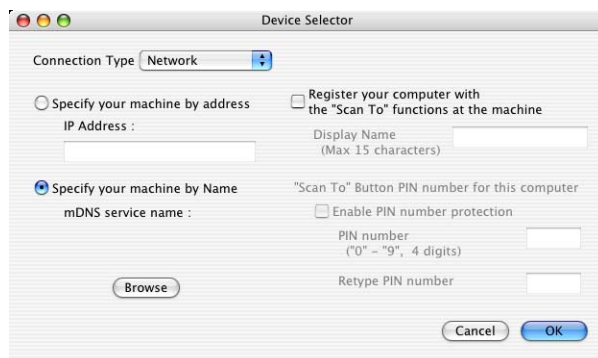 Device Selector
Connection Type Network
Specify your machine by address
IP Address :
Specify your machine by Name
mDNS service name :
Browse
Register your computer with
the "Scan To" functions at the machine
Display Name
(Max 15 characters)
"Scan To" Button PIN number for this computer
Enable PIN number protection
PIN number
("0" – "9", 4 digits)
Retype PIN number
Cancel OK